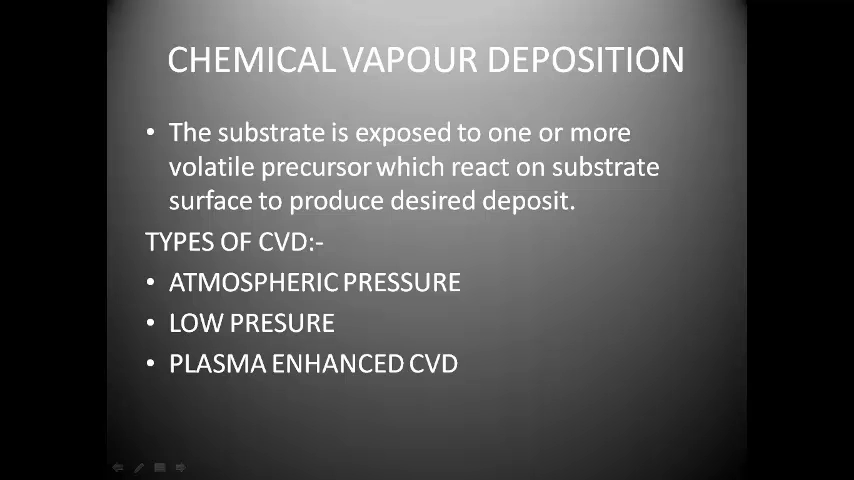 CHEMICAL VAPOUR DEPOSITION
• The substrate is exposed to one or more
volatile precursor which react on substrate
surface to produce desired deposit.
TYPES OF CVD:-
• ATMOSPHERIC PRESSURE
• LOW PRESURE
• PLASMA ENHANCED CVD